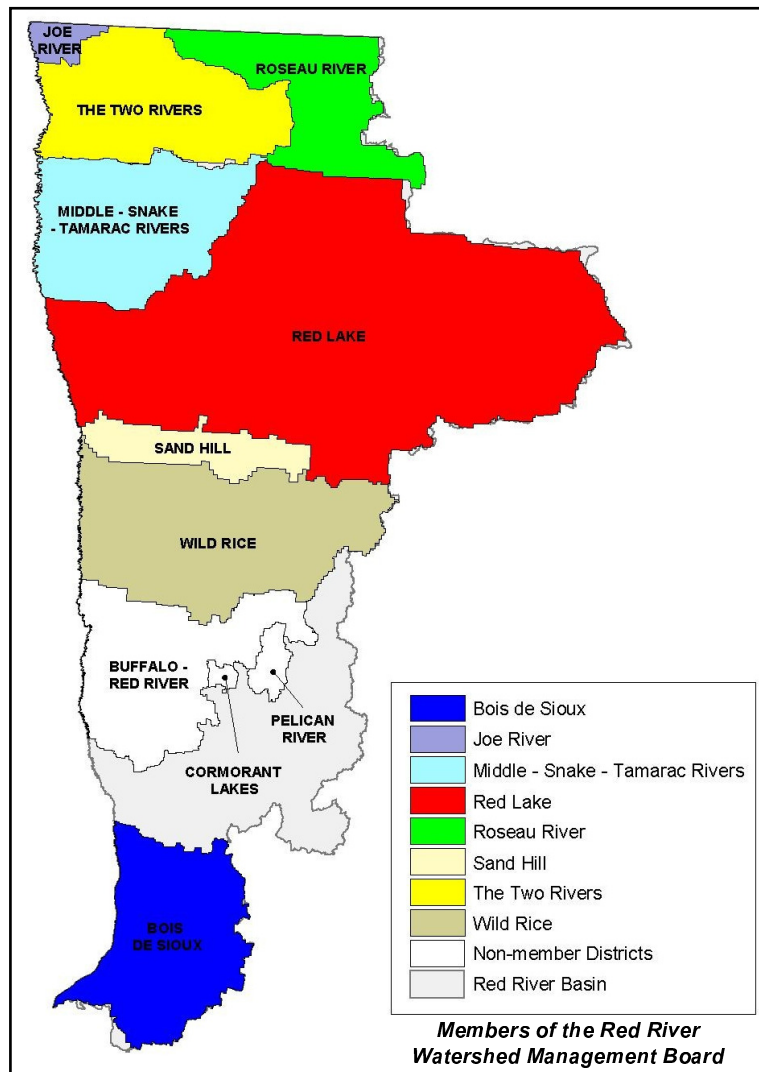 JOE
RIVER
ROSEAU RIVER
THE TWO RIVERS
MIDDLE - SNAKE
- TAMARAC RIVERS
RED LAKE
SAND HILL
WILD RICE
BUFFALO -
RED RIVER
PELICAN
RIVER
CORMORANT
LAKES
BOIS
DE SIOUX
Bois de Sioux
Joe River
Middle - Snake - Tamarac Rivers
Red Lake
Roseau River
Sand Hill
The Two Rivers
Wild Rice
Non-member Districts
Red River Basin
Members of the Red River
Watershed Management Board